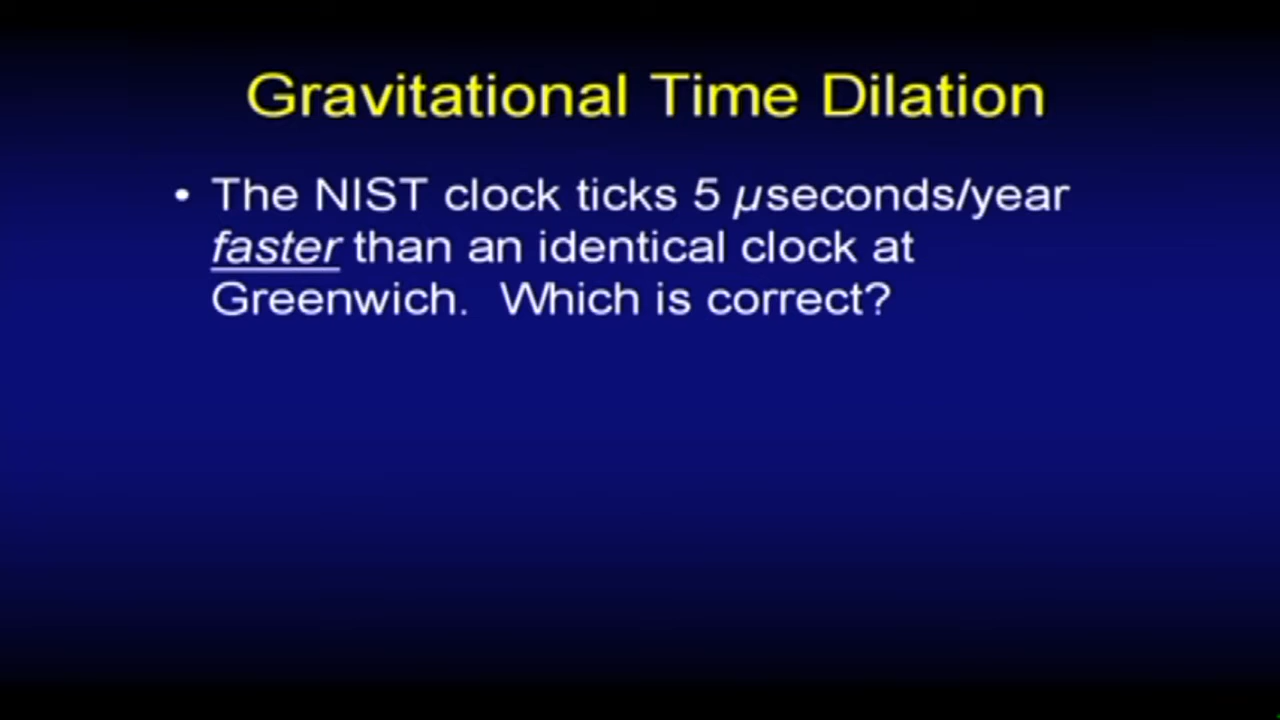 Gravitational Time Dilation
• The NIST clock ticks 5 µseconds/year
faster than an identical clock at
Greenwich. Which is correct?